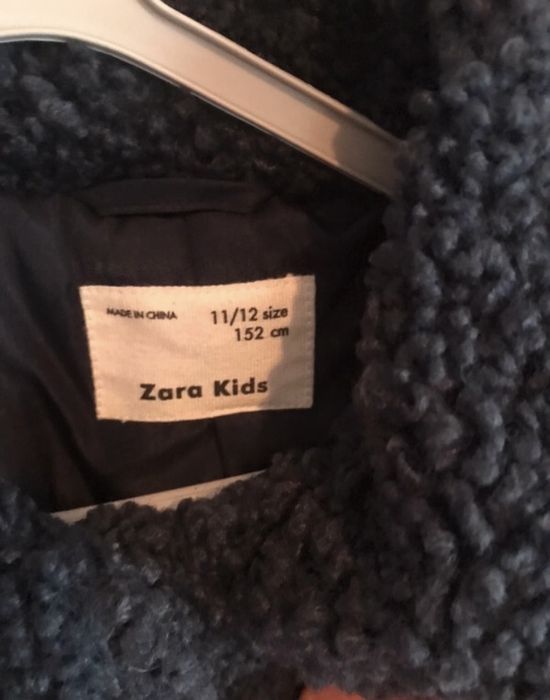 MADE IN CHINA
11/12 size
152 cm
Zara Kids